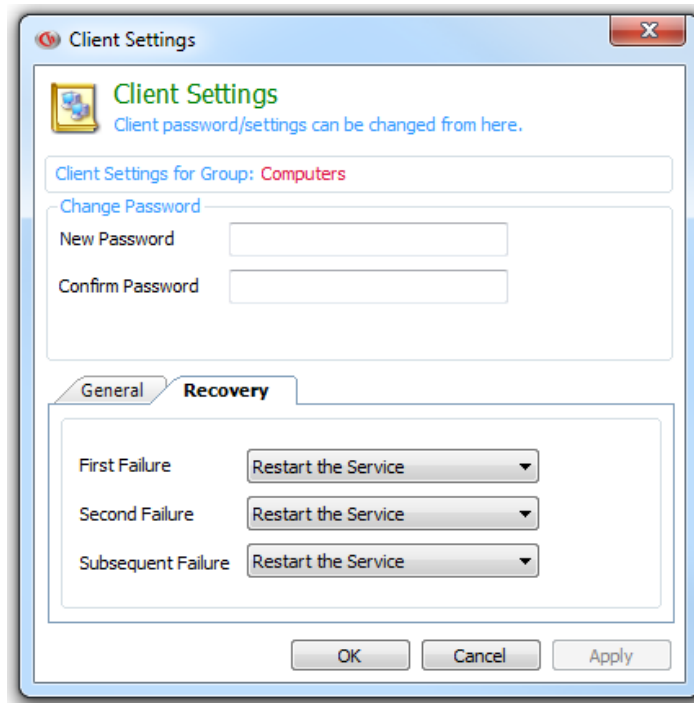 Client Settings
Client Settings
Client password/settings can be changed from here.
Client Settings for Group: Computers
Change Password
New Password
Confirm Password
General Recovery
First Failure Restart the Service
Second Failure Restart the Service
Subsequent Failure Restart the Service
OK Cancel Apply